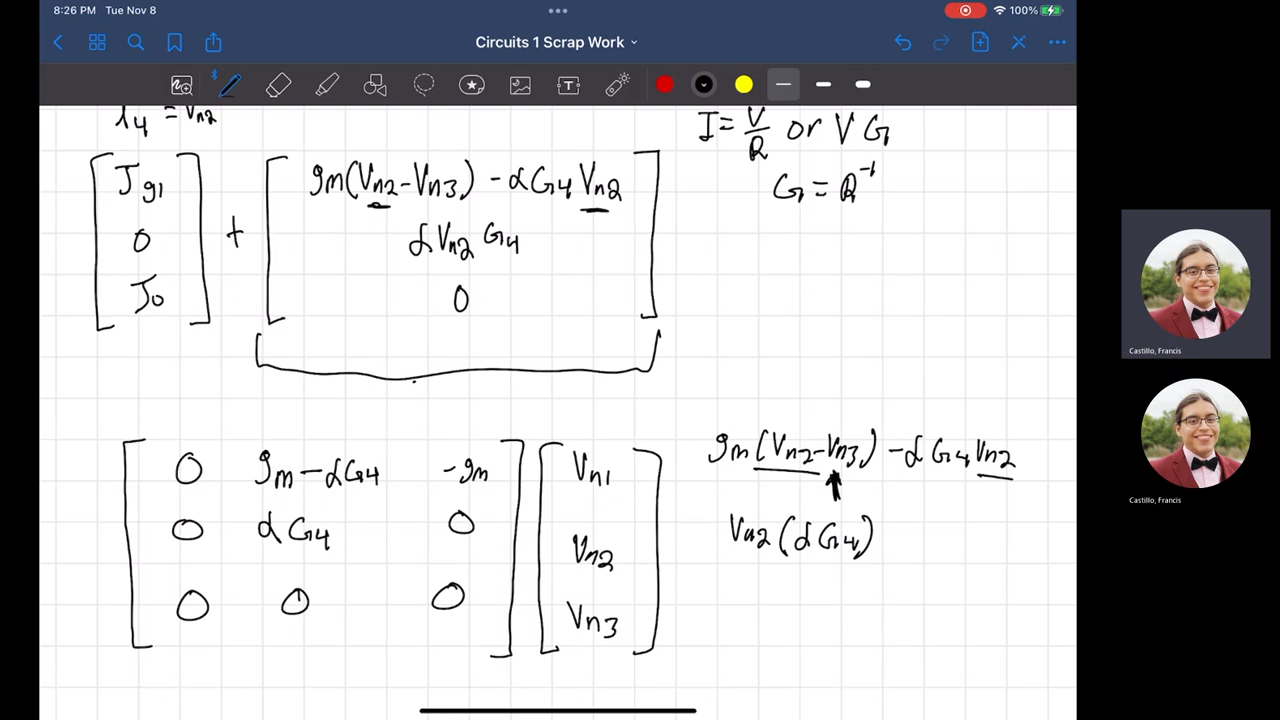 8:26 PM Tue Nov 8
100%
Circuits 1 Scrap Work
i4 = Vn2
I = V/R or V G
G = R⁻¹
[ Jg1 ] + [ gm(Vn2-Vn3) - αG4 Vn2 ]
[ 0 ] [ αVn2 G4 ]
[ J0 ] [ 0 ]
[ 0 gm-αG4 -gm ] [ Vn1 ]
[ 0 αG4 0 ] [ Vn2 ]
[ 0 0 0 ] [ Vn3 ]
gm(Vn2-Vn3) - αG4 Vn2
Vn2(αG4)
Castillo, Francis
Castillo, Francis